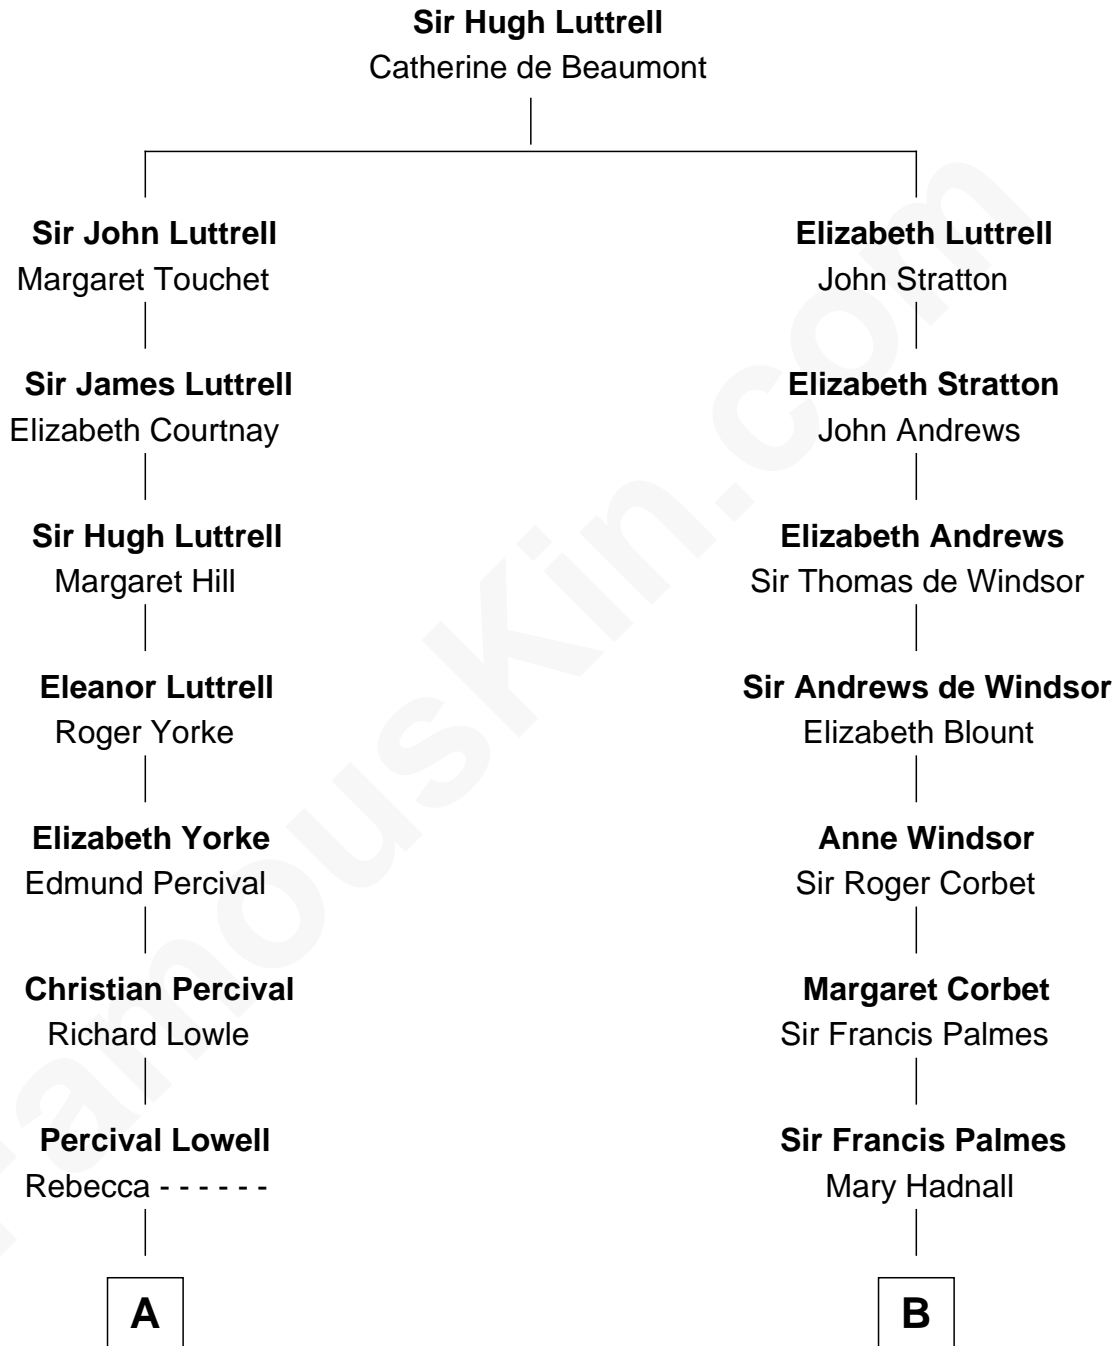 Sir Hugh Luttrell
Catherine de Beaumont
Sir John Luttrell
Margaret Touchet
Elizabeth Luttrell
John Stratton
Sir James Luttrell
Elizabeth Courtnay
Elizabeth Stratton
John Andrews
Sir Hugh Luttrell
Margaret Hill
Elizabeth Andrews
Sir Thomas de Windsor
Eleanor Luttrell
Roger Yorke
Sir Andrews de Windsor
Elizabeth Blount
Elizabeth Yorke
Edmund Percival
Anne Windsor
Sir Roger Corbet
Christian Percival
Richard Lowle
Margaret Corbet
Sir Francis Palmes
Percival Lowell
Rebecca - - - - - -
Sir Francis Palmes
Mary Hadnall
A
B
FamousKin.com